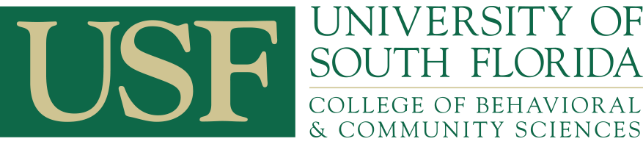 USF
UNIVERSITY OF
SOUTH FLORIDA
COLLEGE OF BEHAVIORAL
& COMMUNITY SCIENCES